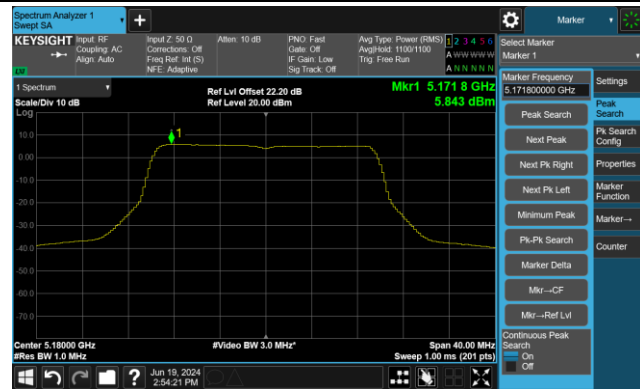 Spectrum Analyzer 1
Swept SA
Marker
KEYSIGHT
Input: RF
Coupling: AC
Align: Auto
Input Z: 50 Ω
Corrections: Off
Freq Ref: Int (S)
NFE: Adaptive
Atten: 10 dB
PNO: Fast
Gate: Off
IF Gain: Low
Sig Track: Off
Avg Type: Power (RMS)
Avg|Hold: 1100/1100
Trig: Free Run
1 2 3 4 5 6
A W W W W W
A N N N N N
LXI
Select Marker
Marker 1
1 Spectrum
Scale/Div 10 dB
Log
Ref Lvl Offset 22.20 dB
Ref Level 20.00 dBm
Mkr1 5.171 8 GHz
5.843 dBm
1
10.0
0.00
-10.0
-20.0
-30.0
-40.0
-50.0
-60.0
-70.0
Center 5.18000 GHz
#Res BW 1.0 MHz
#Video BW 3.0 MHz*
Span 40.00 MHz
Sweep 1.00 ms (201 pts)
Marker Frequency
5.171800000 GHz
Peak Search
Next Peak
Next Pk Right
Next Pk Left
Minimum Peak
Pk-Pk Search
Marker Delta
Mkr→CF
Mkr→Ref Lvl
Continuous Peak
Search
On
Off
Settings
Peak
Search
Pk Search
Config
Properties
Marker
Function
Marker→
Counter
?
Jun 19, 2024
2:54:21 PM